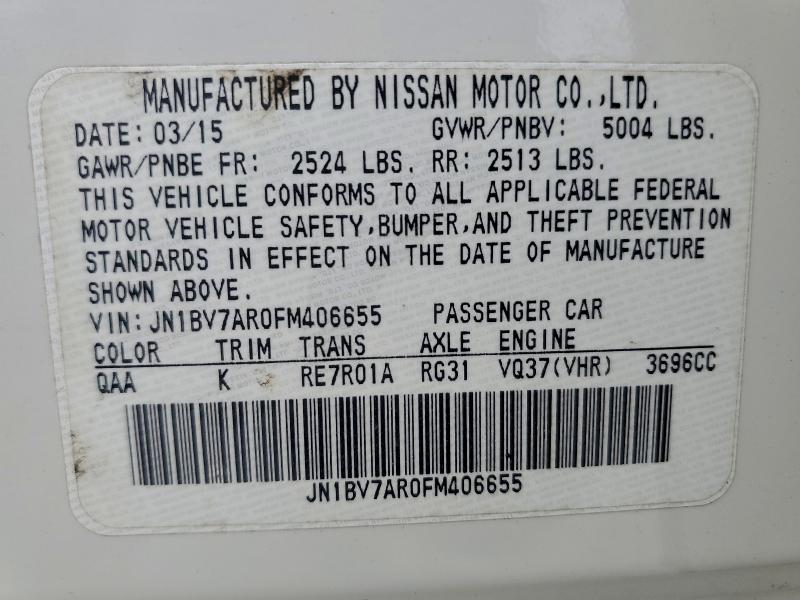 MANUFACTURED BY NISSAN MOTOR CO.,LTD.
DATE: 03/15 GVWR/PNBV: 5004 LBS.
GAWR/PNBE FR: 2524 LBS. RR: 2513 LBS.
THIS VEHICLE CONFORMS TO ALL APPLICABLE FEDERAL
MOTOR VEHICLE SAFETY,BUMPER,AND THEFT PREVENTION
STANDARDS IN EFFECT ON THE DATE OF MANUFACTURE
SHOWN ABOVE.
VIN: JN1BV7AR0FM406655 PASSENGER CAR
COLOR TRIM TRANS AXLE ENGINE
QAA K RE7R01A RG31 VQ37(VHR) 3696CC
JN1BV7AR0FM406655